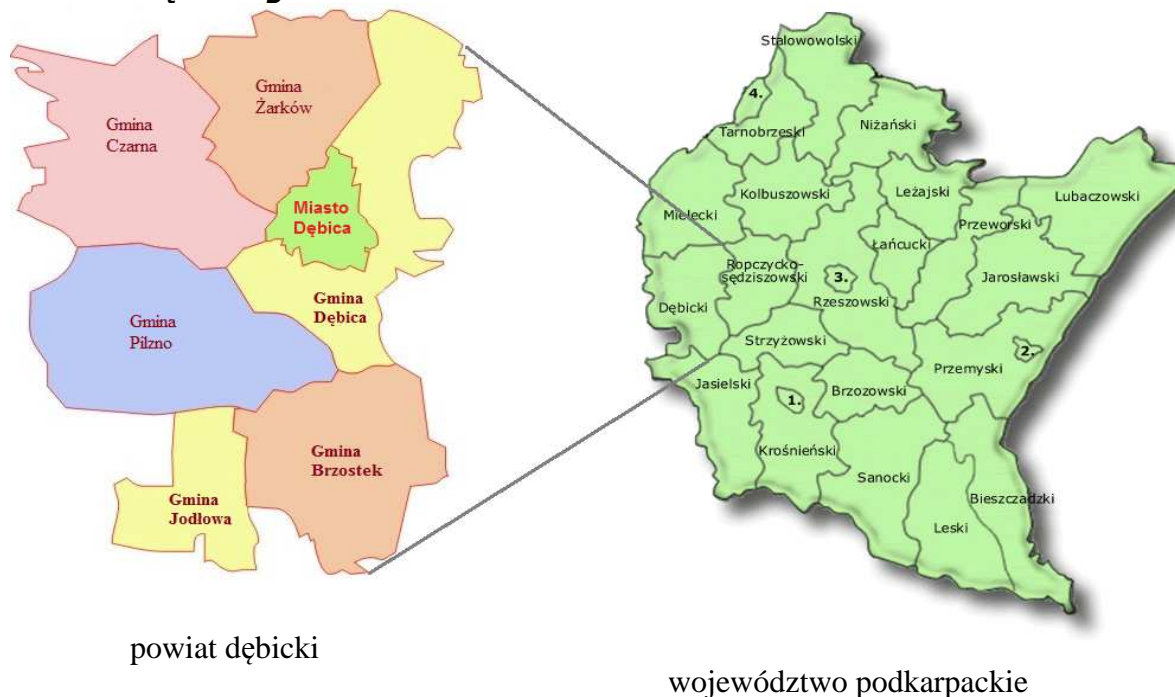 Gmina
Żarków
Gmina
Czarna
Miasto
Dębica
Gmina
Dębica
Gmina
Pilzno
Gmina
Brzostek
Gmina
Jodłowa
powiat dębicki
Stalowowolski
4.
Tarnobrzeski
Niżański
Kolbuszowski
Leżajski
Lubaczowski
Mielecki
Przeworski
Łańcucki
Ropczycko-
sędziszowski
3.
Jarosławski
Dębicki
Rzeszowski
Strzyżowski
2.
Przemyski
Jasielski
Brzozowski
1.
Krośnieński
Sanocki
Bieszczadzki
Leski
województwo podkarpackie